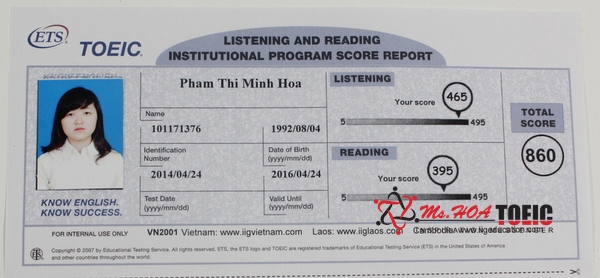 ETS
TOEIC
LISTENING AND READING
INSTITUTIONAL PROGRAM SCORE REPORT
Pham Thi Minh Hoa
Name
101171376
1992/08/04
Identification
Number
Date of Birth
(yyyy/mm/dd)
2014/04/24
2016/04/24
Test Date
(yyyy/mm/dd)
Valid Until
(yyyy/mm/dd)
LISTENING
Your score
465
5
495
READING
Your score
395
5
495
TOTAL
SCORE
860
KNOW ENGLISH.
KNOW SUCCESS.
Ms.HOA TOEIC
FOR INTERNAL USE ONLY
VN2001 Vietnam: www.iigvietnam.com
Laos: www.iiglaos.com
Copyright © 2007 by Educational Testing Service. All rights reserved. ETS, the ETS logo and TOEIC are registered trademarks of Educational Testing Service (ETS) in the United States of America
and other countries throughout the world.